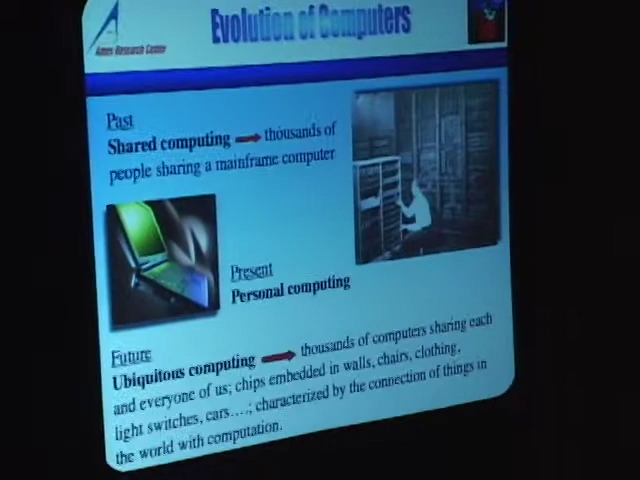 Evolution of Computers
Ames Research Center
Past
Shared computing thousands of
people sharing a mainframe computer
Present
Personal computing
Future
Ubiquitous computing thousands of computers sharing each
and everyone of us; chips embedded in walls, chairs, clothing,
light switches, cars....; characterized by the connection of things in
the world with computation.